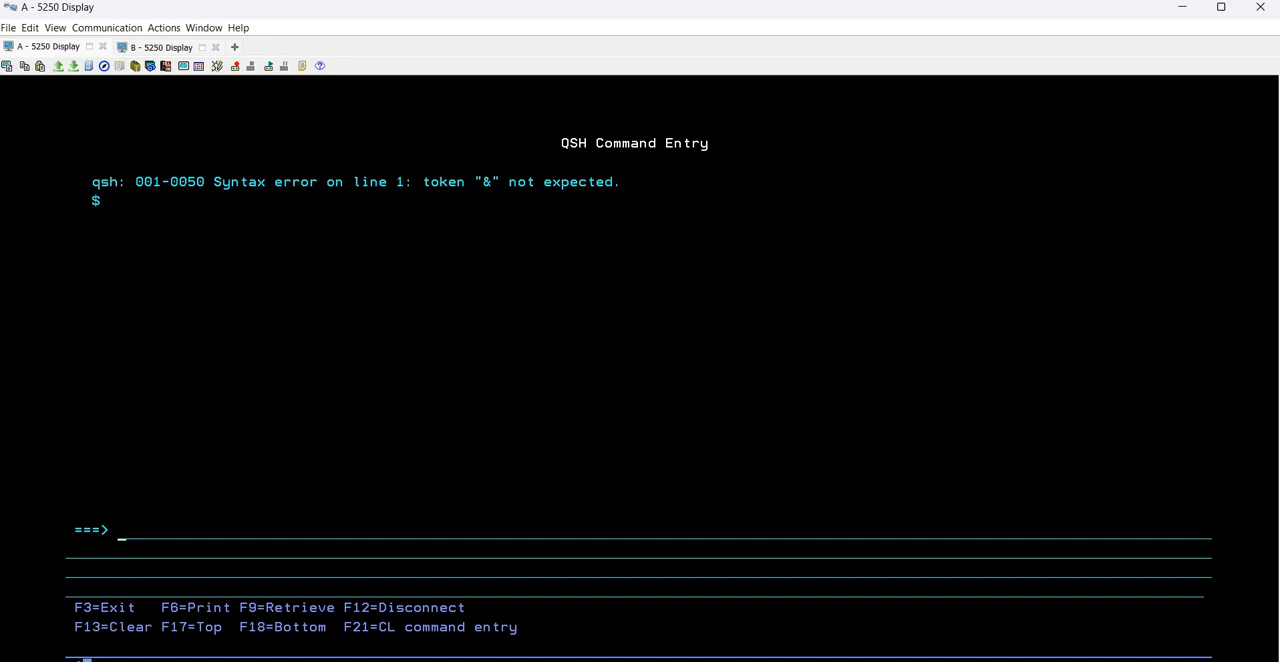 A - 5250 Display
File Edit View Communication Actions Window Help
A - 5250 Display B - 5250 Display
QSH Command Entry
qsh: 001-0050 Syntax error on line 1: token "&" not expected.
$
===>
F3=Exit F6=Print F9=Retrieve F12=Disconnect
F13=Clear F17=Top F18=Bottom F21=CL command entry